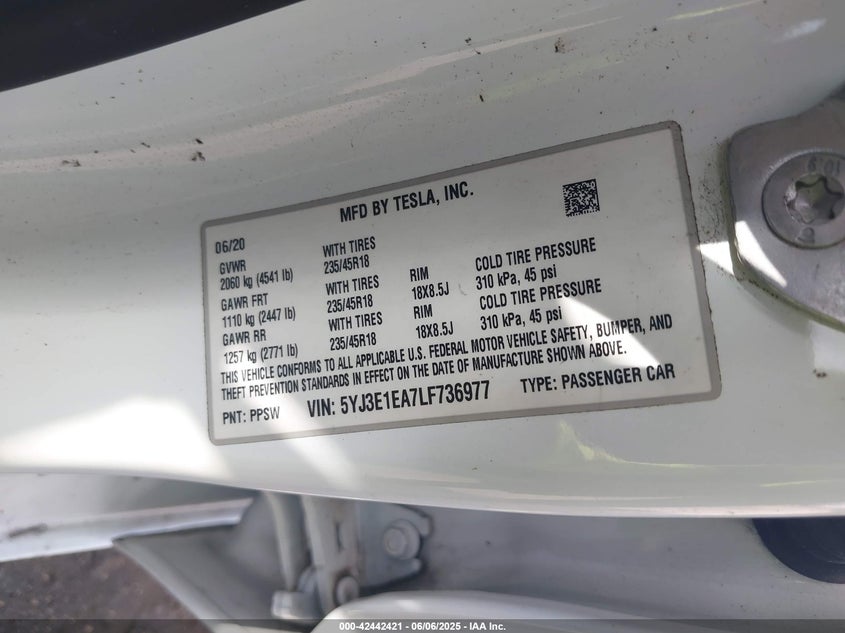 MFD BY TESLA, INC.
06/20
GVWR WITH TIRES
2060 kg (4541 lb) 235/45R18
GAWR FRT WITH TIRES RIM COLD TIRE PRESSURE
1110 kg (2447 lb) 235/45R18 18X8.5J 310 kPa, 45 psi
GAWR RR WITH TIRES RIM COLD TIRE PRESSURE
1257 kg (2771 lb) 235/45R18 18X8.5J 310 kPa, 45 psi
THIS VEHICLE CONFORMS TO ALL APPLICABLE U.S. FEDERAL MOTOR VEHICLE SAFETY, BUMPER, AND
THEFT PREVENTION STANDARDS IN EFFECT ON THE DATE OF MANUFACTURE SHOWN ABOVE.
PNT: PPSW VIN: 5YJ3E1EA7LF736977 TYPE: PASSENGER CAR
000-42442421 - 06/06/2025 - IAA Inc.